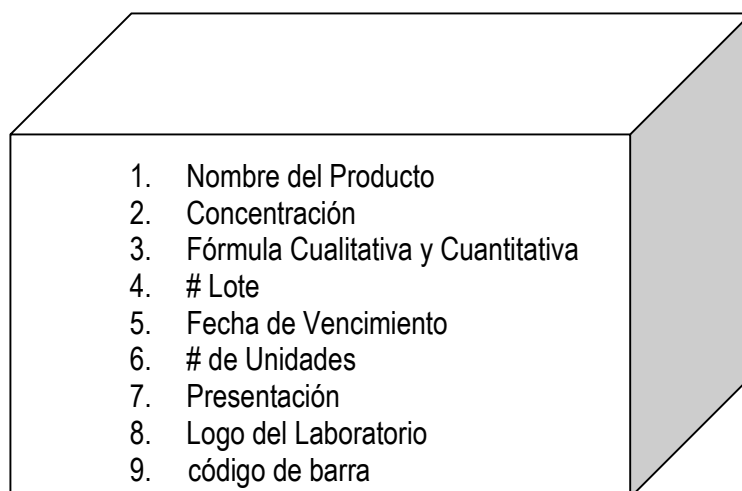 1. Nombre del Producto
2. Concentración
3. Fórmula Cualitativa y Cuantitativa
4. # Lote
5. Fecha de Vencimiento
6. # de Unidades
7. Presentación
8. Logo del Laboratorio
9. código de barra